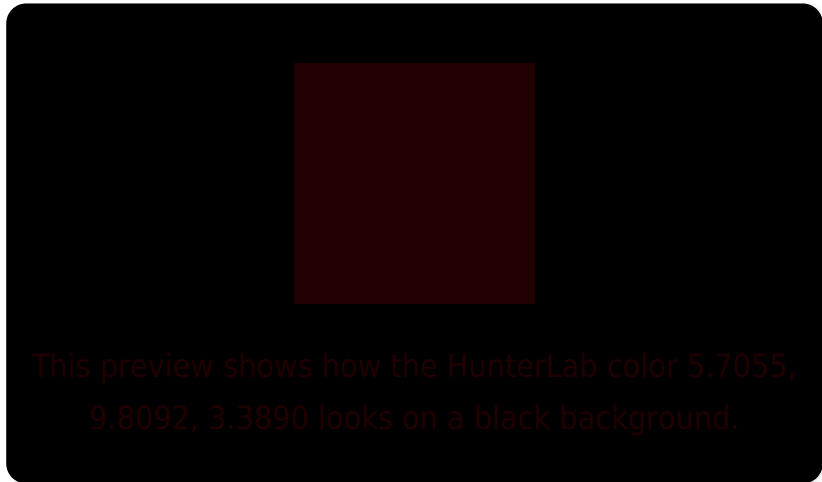 This preview shows how the HunterLab color 5.7055,
9.8092, 3.3890 looks on a black background.